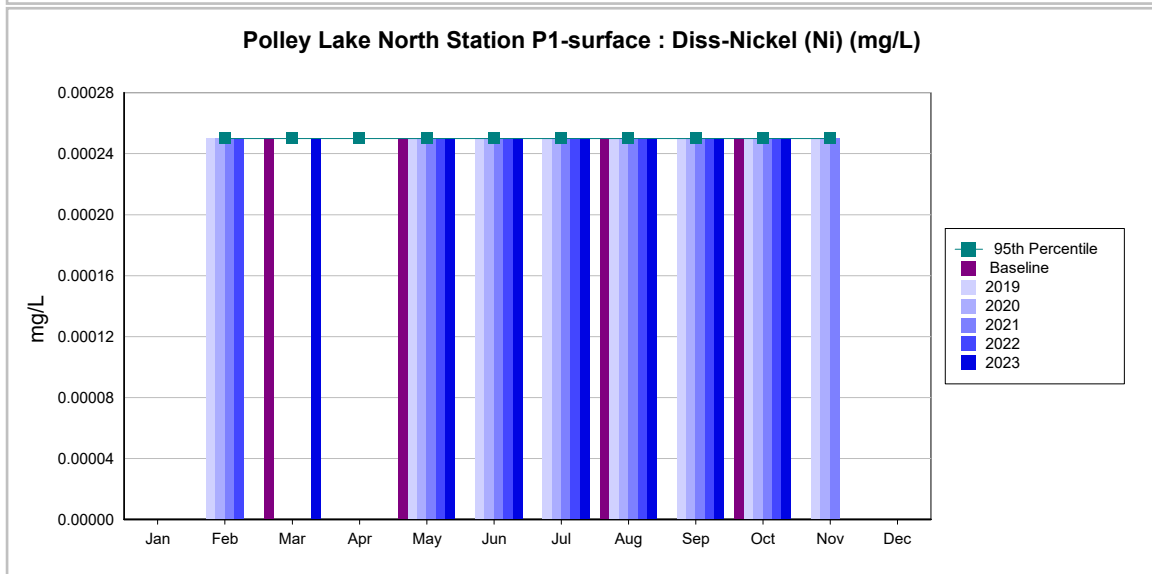 Polley Lake North Station P1-surface : Diss-Nickel (Ni) (mg/L)
0.00028
0.00024
0.00020
0.00016
0.00012
0.00008
0.00004
0.00000
mg/L
Jan Feb Mar Apr May Jun Jul Aug Sep Oct Nov Dec
95th Percentile
Baseline
2019
2020
2021
2022
2023